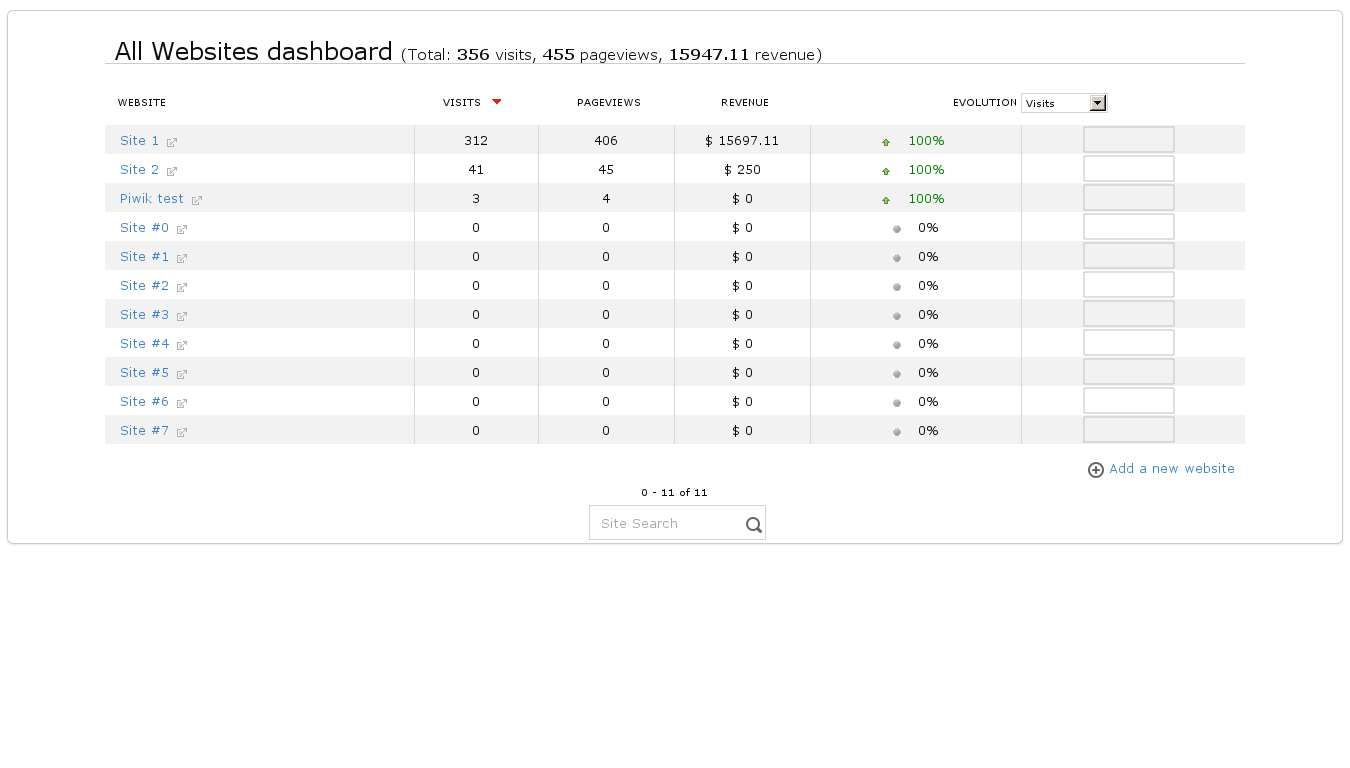 All Websites dashboard (Total: 356 visits, 455 pageviews, 15947.11 revenue)
WEBSITE VISITS PAGEVIEWS REVENUE EVOLUTION Visits
Site 1 312 406 $ 15697.11 100%
Site 2 41 45 $ 250 100%
Piwik test 3 4 $ 0 100%
Site #0 0 0 $ 0 0%
Site #1 0 0 $ 0 0%
Site #2 0 0 $ 0 0%
Site #3 0 0 $ 0 0%
Site #4 0 0 $ 0 0%
Site #5 0 0 $ 0 0%
Site #6 0 0 $ 0 0%
Site #7 0 0 $ 0 0%
Add a new website
0 - 11 of 11
Site Search